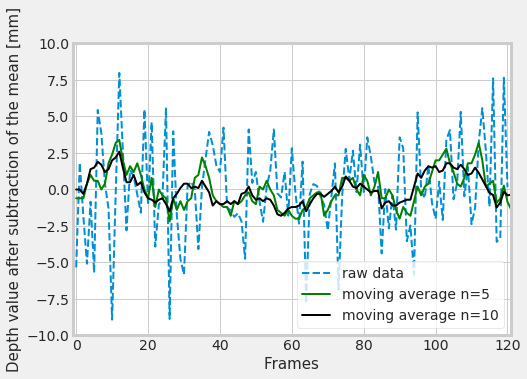 Depth value after subtraction of the mean [mm]
10.0
7.5
5.0
2.5
0.0
−2.5
−5.0
−7.5
−10.0
0 20 40 60 80 100 120
Frames
raw data
moving average n=5
moving average n=10